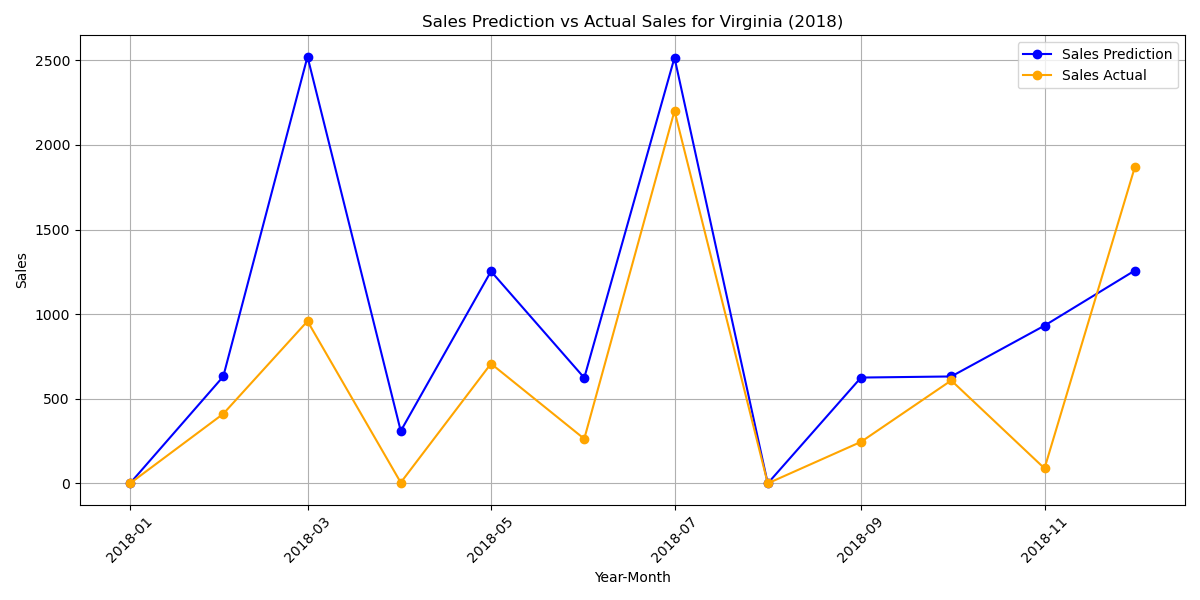 Sales Prediction vs Actual Sales for Virginia (2018)
Sales Prediction
Sales Actual
2500
2000
1500
1000
500
0
Sales
2018-01
2018-03
2018-05
2018-07
2018-09
2018-11
Year-Month